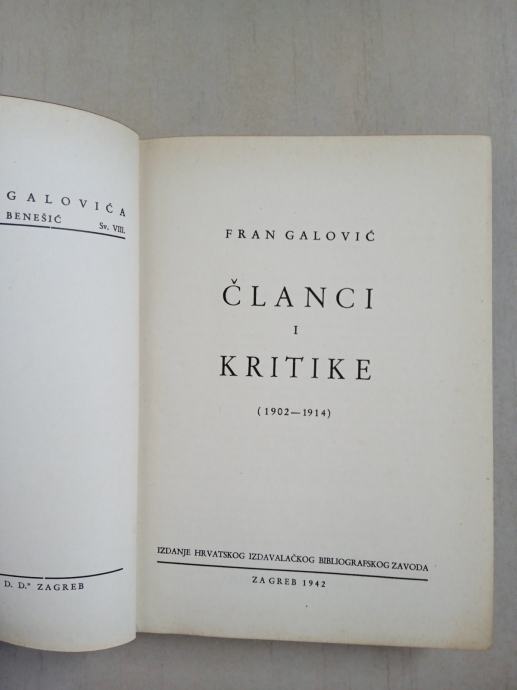 GALOVIĆA
BENEŠIĆ Sv. VIII.
D. D." ZAGREB
FRAN GALOVIĆ
ČLANCI
I
KRITIKE
(1902—1914)
IZDANJE HRVATSKOG IZDAVALAČKOG BIBLIOGRAFSKOG ZAVODA
ZAGREB 1942